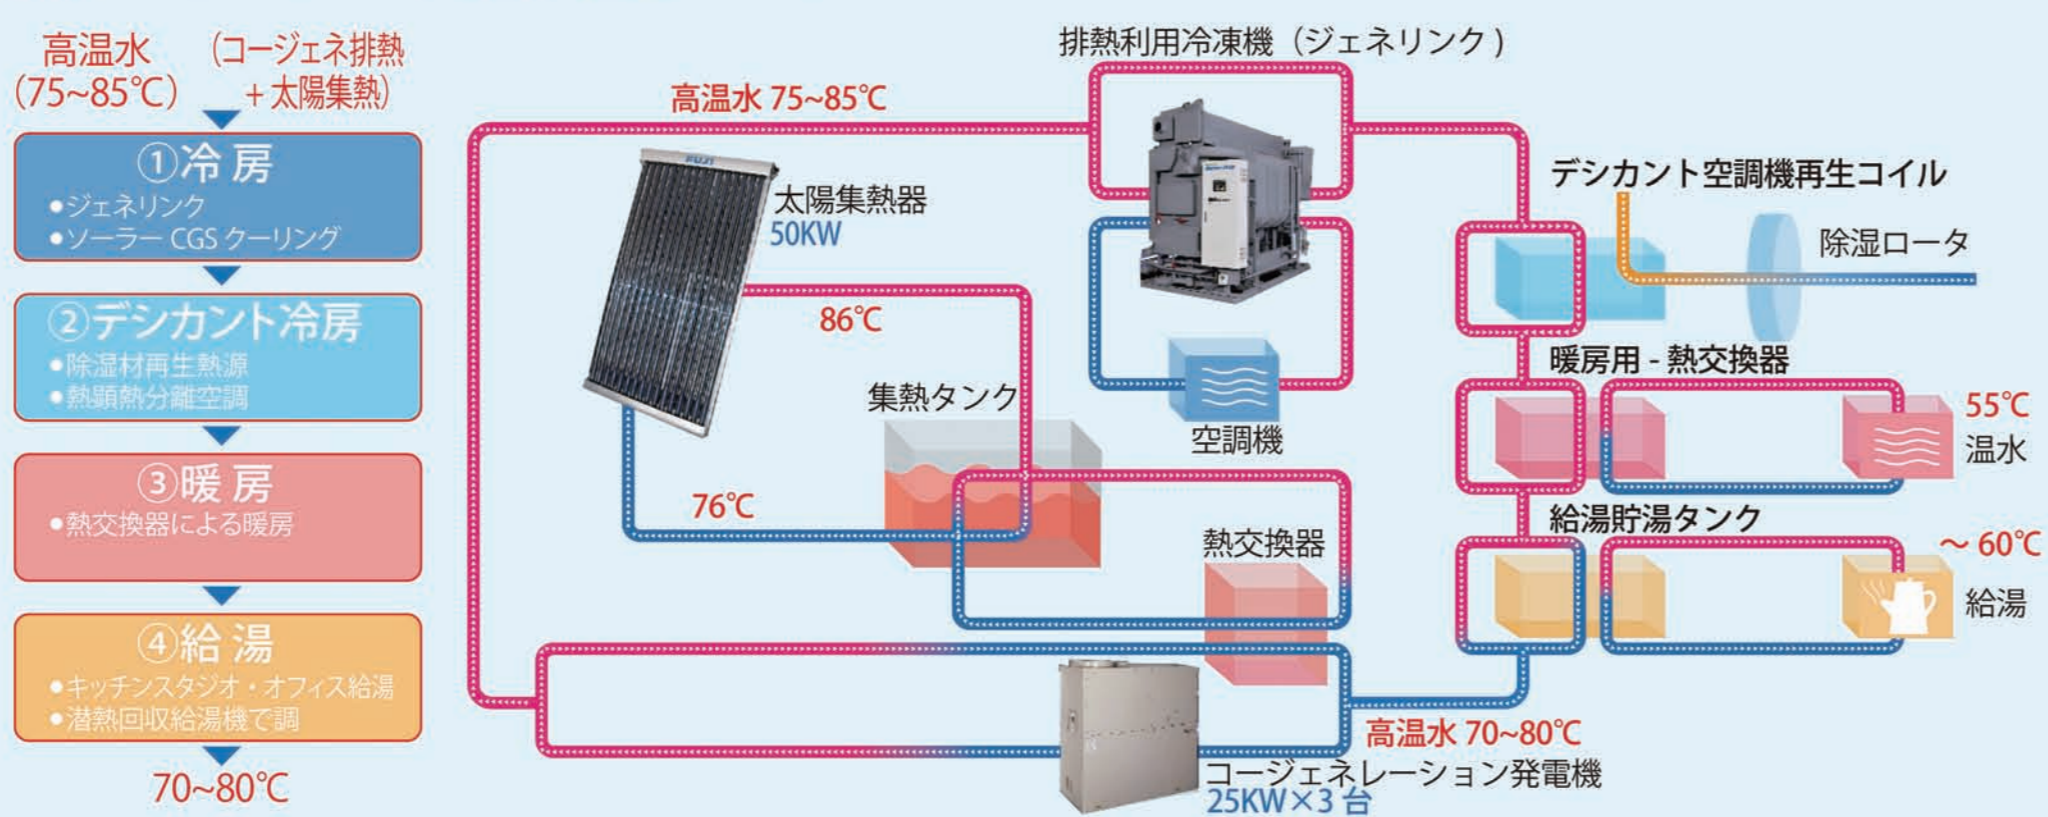 高温水 (コージェネ排熱
(75~85℃) +太陽集熱)
①冷 房
●ジェネリンク
●ソーラー CGS クーリング
②デシカント冷房
●除湿材再生熱源
●熱顕熱分離空調
③暖 房
●熱交換器による暖房
④給 湯
●キッチンスタジオ・オフィス給湯
●潜熱回収給湯機で調
70~80℃
排熱利用冷凍機（ジェネリンク)
高温水 75~85℃
FUJI
太陽集熱器
50KW
86℃
集熱タンク
76℃
空調機
熱交換器
デシカント空調機再生コイル
除湿ロータ
暖房用 - 熱交換器
55℃
温水
給湯貯湯タンク
～ 60℃
給湯
高温水 70~80℃
コージェネレーション発電機
25KW×3 台